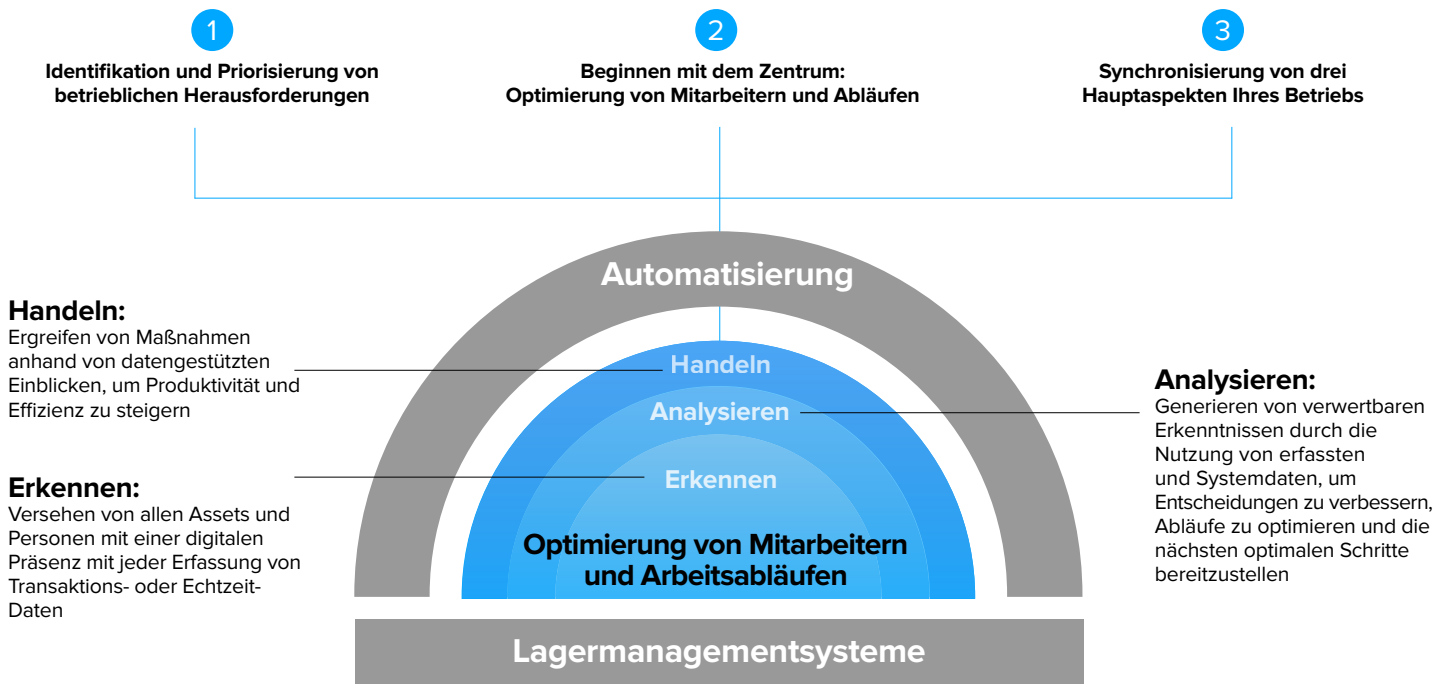 1
Identifikation und Priorisierung von
betrieblichen Herausforderungen
2
Beginnen mit dem Zentrum:
Optimierung von Mitarbeitern und Abläufen
3
Synchronisierung von drei
Hauptaspekten Ihres Betriebs
Automatisierung
Handeln:
Ergreifen von Maßnahmen
anhand von datengestützten
Einblicken, um Produktivität und
Effizienz zu steigern
Erkennen:
Versehen von allen Assets und
Personen mit einer digitalen
Präsenz mit jeder Erfassung von
Transaktions- oder Echtzeit-
Daten
Handeln
Analysieren
Erkennen
Optimierung von Mitarbeitern
und Arbeitsabläufen
Analysieren:
Generieren von verwertbaren
Erkenntnissen durch die
Nutzung von erfassten
und Systemdaten, um
Entscheidungen zu verbessern,
Abläufe zu optimieren und die
nächsten optimalen Schritte
bereitzustellen
Lagermanagementsysteme